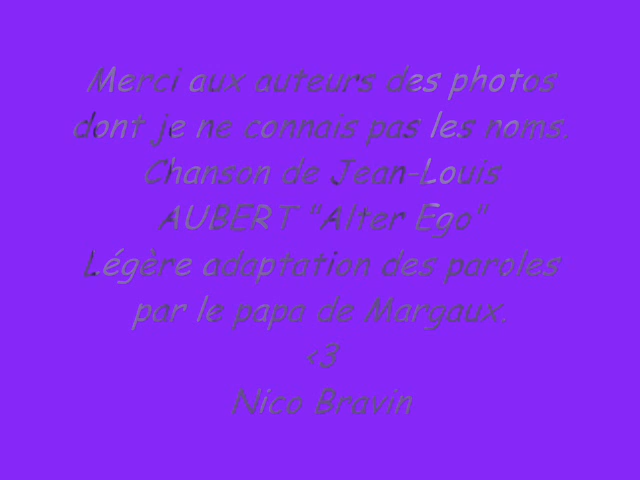 Merci aux auteurs des photos
dont je ne connais pas les noms.
Chanson de Jean-Louis
AUBERT "Alter Ego"
Légère adaptation des paroles
par le papa de Margaux.
<3
Nico Bravin